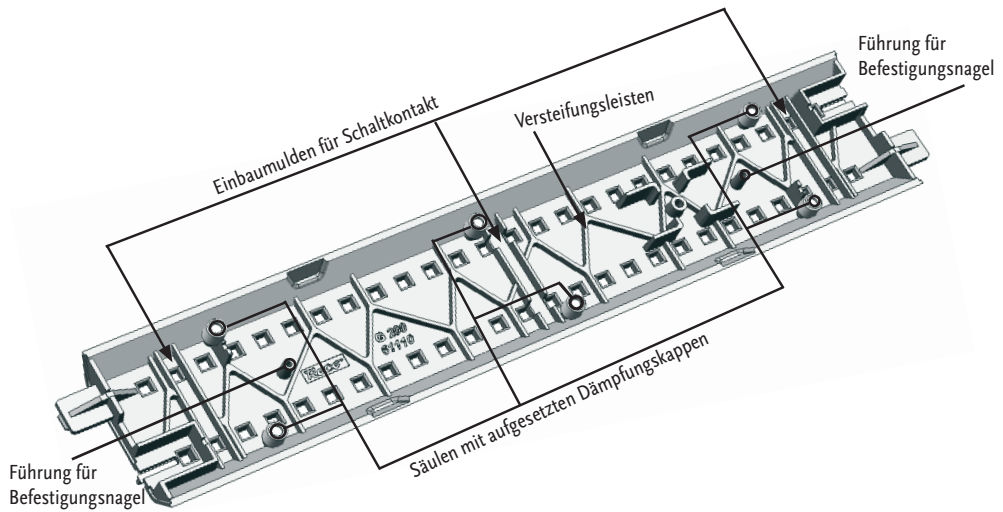 Führung für
Befestigungsnagel
Versteifungsleisten
Einbaumulden für Schaltkontakt
G 200
61110
Roco
Säulen mit aufgesetzten Dämpfungskappen
Führung für
Befestigungsnagel